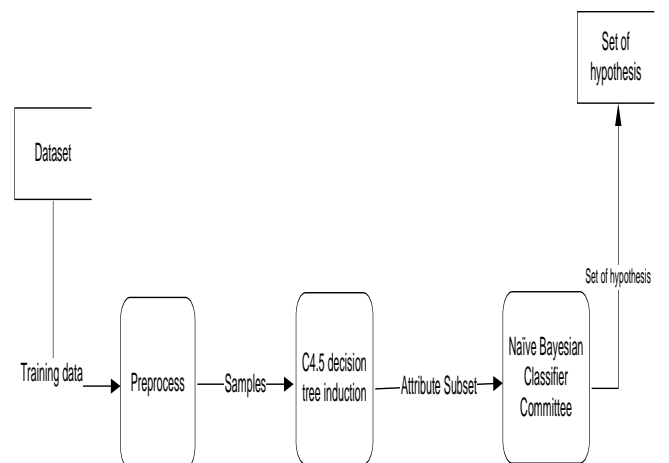 Set of
hypothesis
Dataset
Set of hypothesis
Training data
Preprocess
Samples
C4.5 decision
tree induction
Attribute Subset
Naïve Bayesian
Classifier
Committee